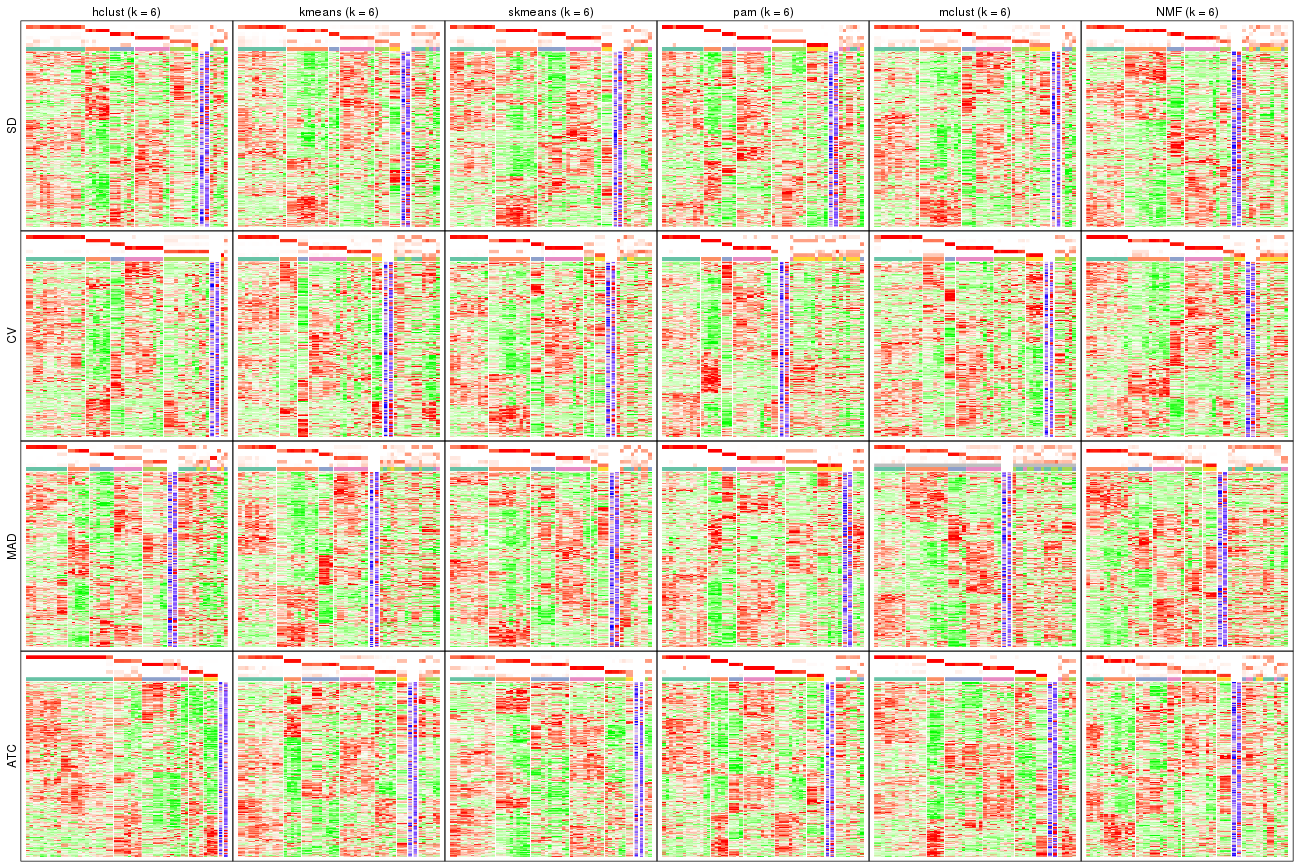 hclust (k = 6) kmeans (k = 6) skmeans (k = 6) pam (k = 6) mclust (k = 6) NMF (k = 6)
SD
CV
MAD
ATC